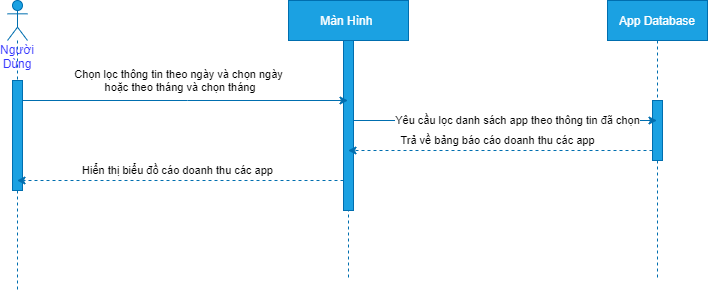 Màn Hình
App Database
Người
Dùng
Chọn lọc thông tin theo ngày và chọn ngày
hoặc theo tháng và chọn tháng
Yêu cầu lọc danh sách app theo thông tin đã chọn
Trả về bảng báo cáo doanh thu các app
Hiển thị biểu đồ cáo doanh thu các app